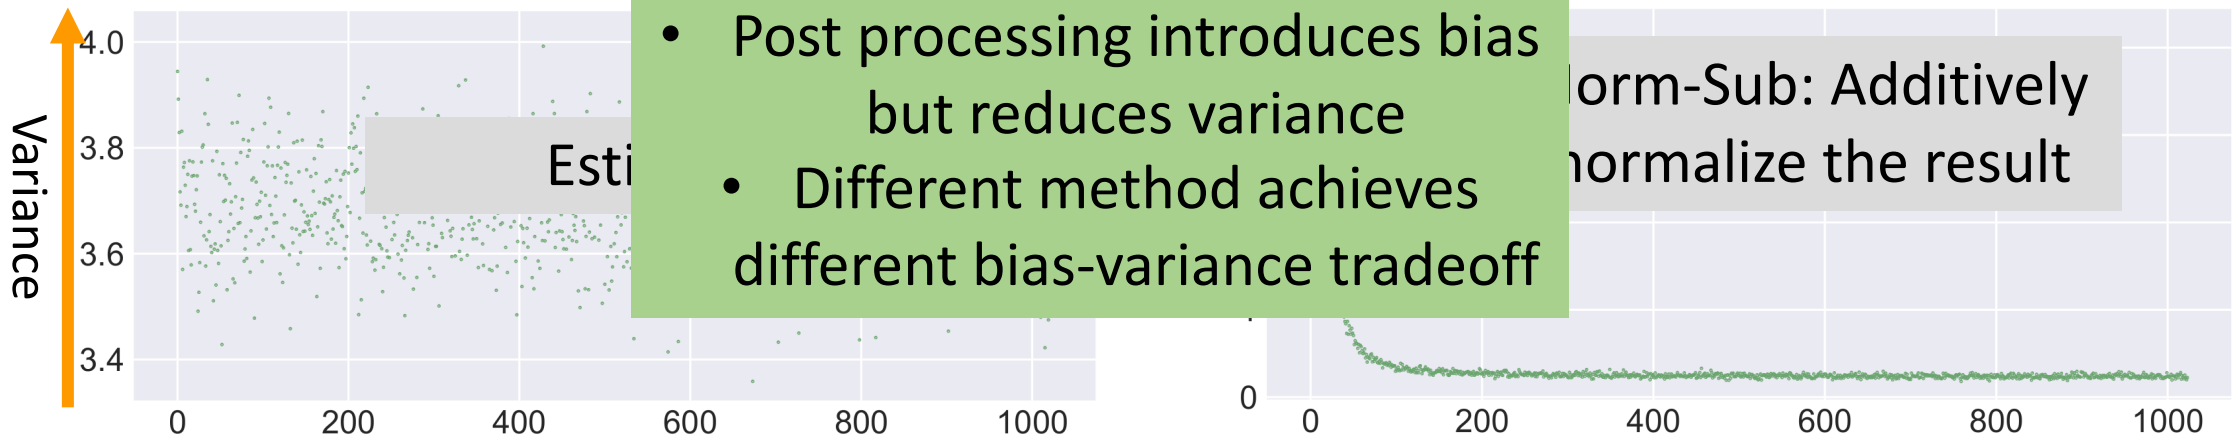 Variance
4.0
3.8
3.6
3.4
0 200 400 600 800 1000
• Post processing introduces bias
but reduces variance
• Different method achieves
different bias-variance tradeoff
Sub: Additively
normalize the result
0
0 200 400 600 800 1000